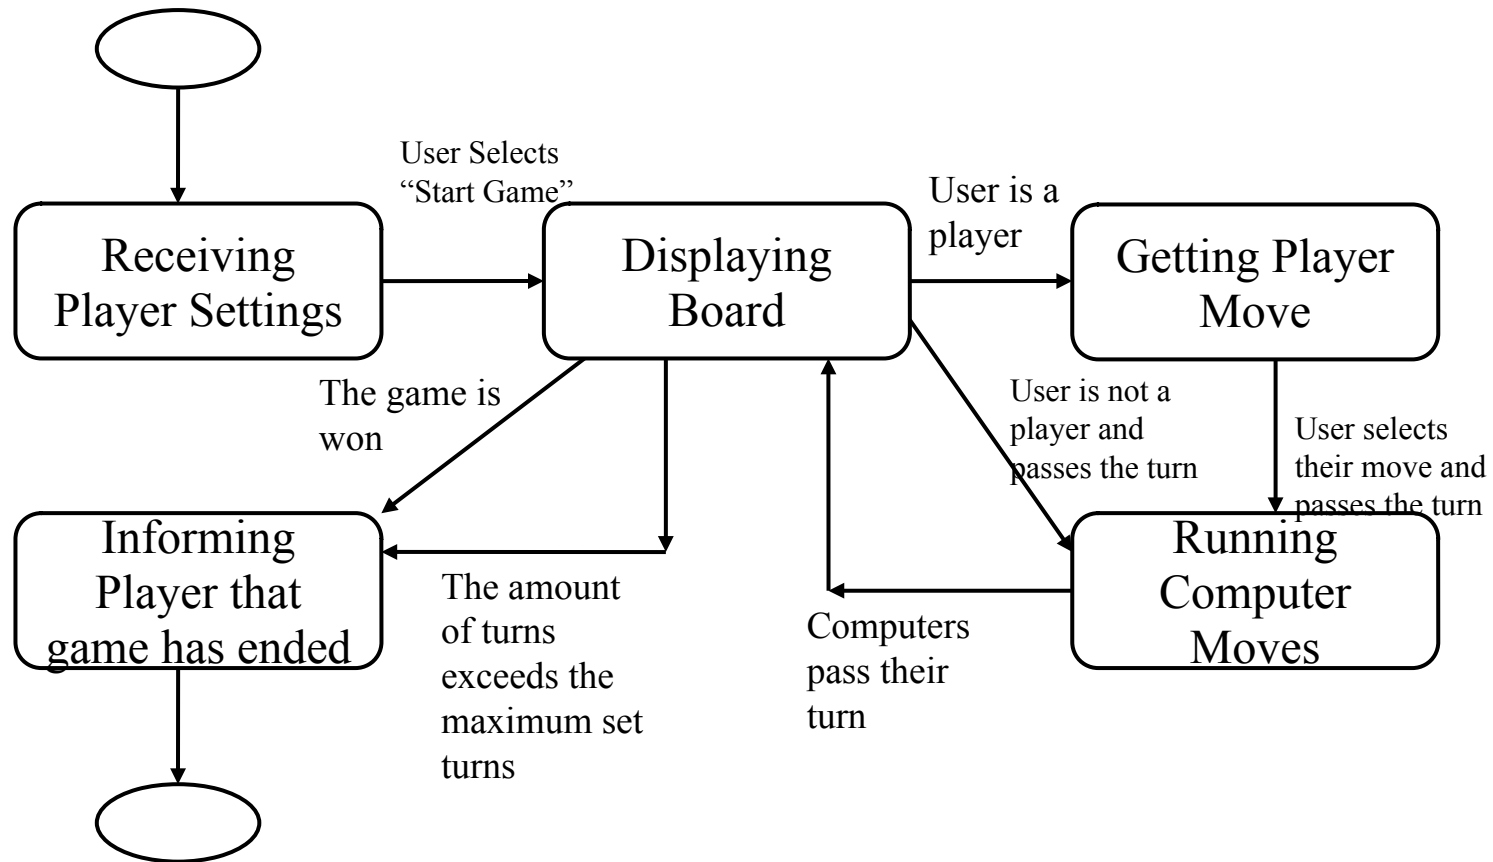 User Selects
“Start Game”
Receiving
Player Settings
Displaying
Board
User is a
player
Getting Player
Move
The game is
won
User is not a
player and
passes the turn
User selects
their move and
passes the turn
Informing
Player that
game has ended
The amount
of turns
exceeds the
maximum set
turns
Computers
pass their
turn
Running
Computer
Moves